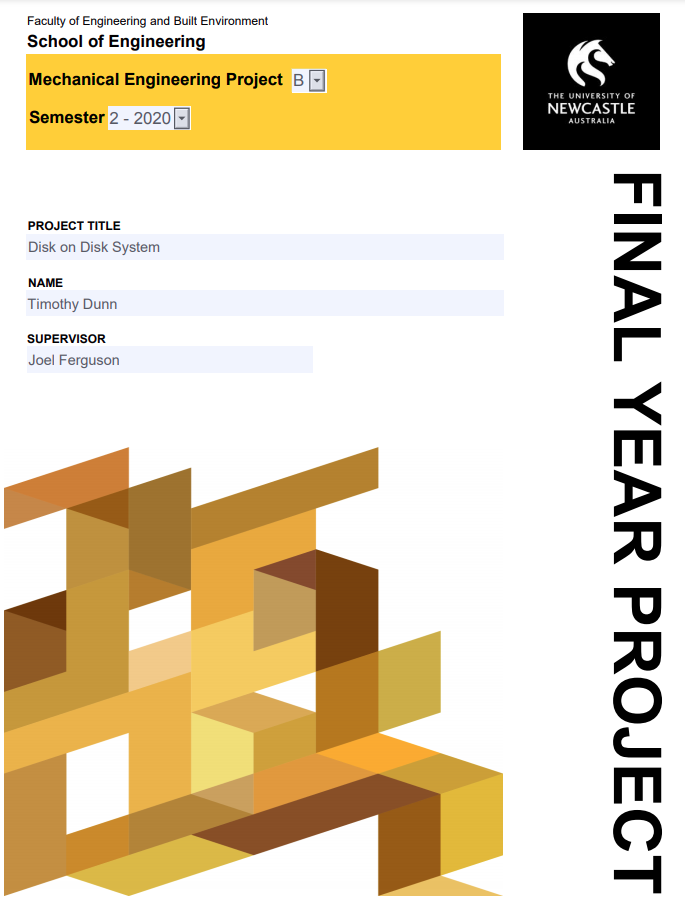 Faculty of Engineering and Built Environment
School of Engineering
Mechanical Engineering Project B
Semester 2 - 2020
THE UNIVERSITY OF
NEWCASTLE
AUSTRALIA
PROJECT TITLE
Disk on Disk System
NAME
Timothy Dunn
SUPERVISOR
Joel Ferguson
FINAL YEAR PROJECT